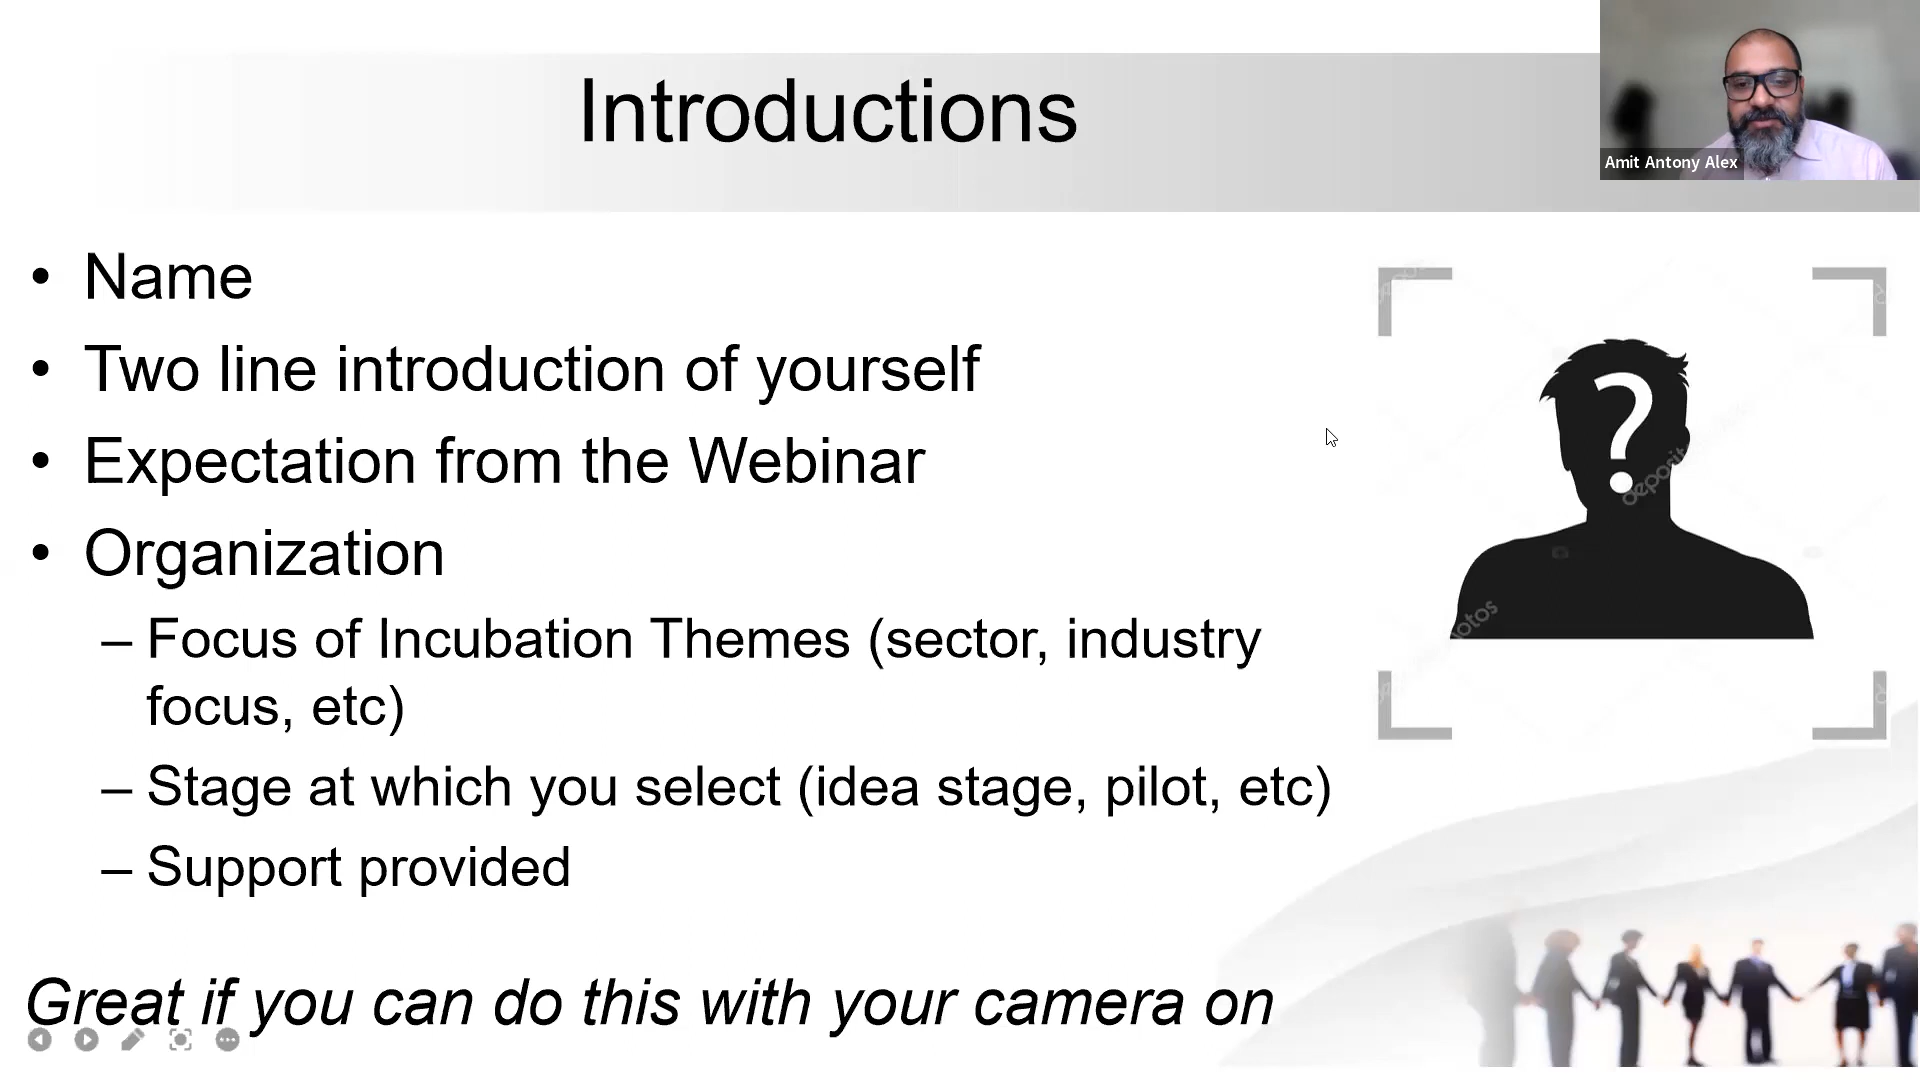 Introductions
Amit Antony Alex
• Name
• Two line introduction of yourself
• Expectation from the Webinar
• Organization
– Focus of Incubation Themes (sector, industry
focus, etc)
– Stage at which you select (idea stage, pilot, etc)
– Support provided
?
Great if you can do this with your camera on